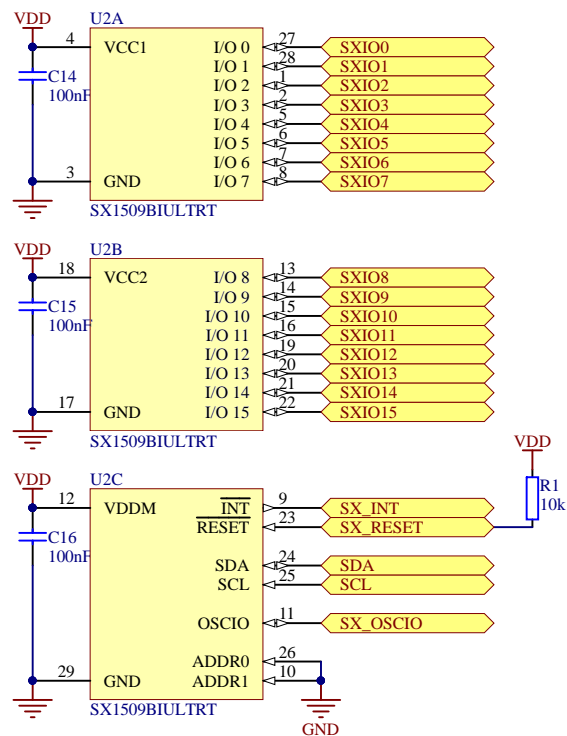 VDD U2A
4 VCC1 I/O 0 27 SXIO0
I/O 1 28 SXIO1
C14 I/O 2 1 SXIO2
100nF I/O 3 2 SXIO3
I/O 4 5 SXIO4
I/O 5 6 SXIO5
I/O 6 7 SXIO6
3 GND I/O 7 8 SXIO7
SX1509BIULTRT
VDD U2B
18 VCC2 I/O 8 13 SXIO8
I/O 9 14 SXIO9
C15 I/O 10 15 SXIO10
100nF I/O 11 16 SXIO11
I/O 12 19 SXIO12
I/O 13 20 SXIO13
I/O 14 21 SXIO14
17 GND I/O 15 22 SXIO15
SX1509BIULTRT
VDD
VDD U2C
R1
12 VDDM INT 9 SX_INT 10k
RESET 23 SX_RESET
C16
100nF
SDA 24 SDA
SCL 25 SCL
OSCIO 11 SX_OSCIO
ADDR0 26
29 GND ADDR1 10
SX1509BIULTRT
GND